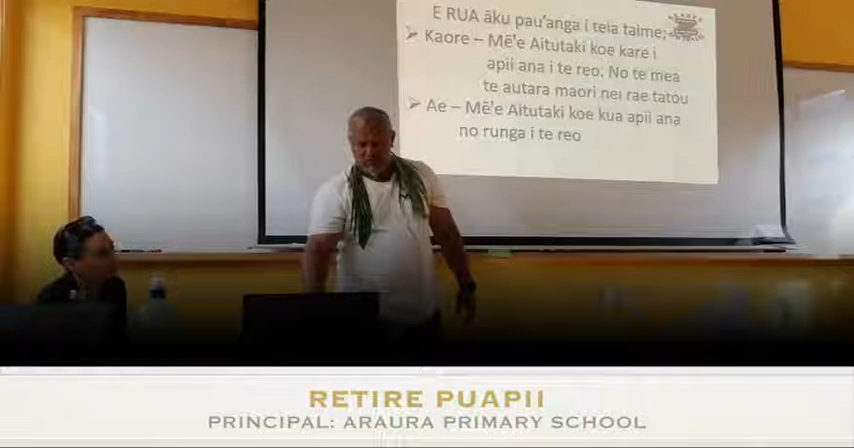 E RUA āku pau'anga i teia taime;
➢ Kaore – Mē'e Aitutaki koe kare i
apii ana i te reo. No te mea
te autara maori nei rae tatou
➢ Ae – Mē'e Aitutaki koe kua apii ana
no runga i te reo
RETIRE PUAPII
PRINCIPAL: ARAURA PRIMARY SCHOOL